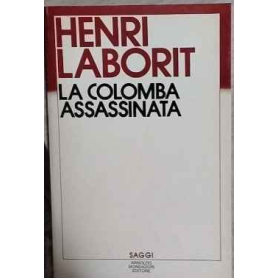 HENRI
LABORIT
LA COLOMBA
ASSASSINATA
SAGGI
ARNOLDO
MONDADORI
EDITORE